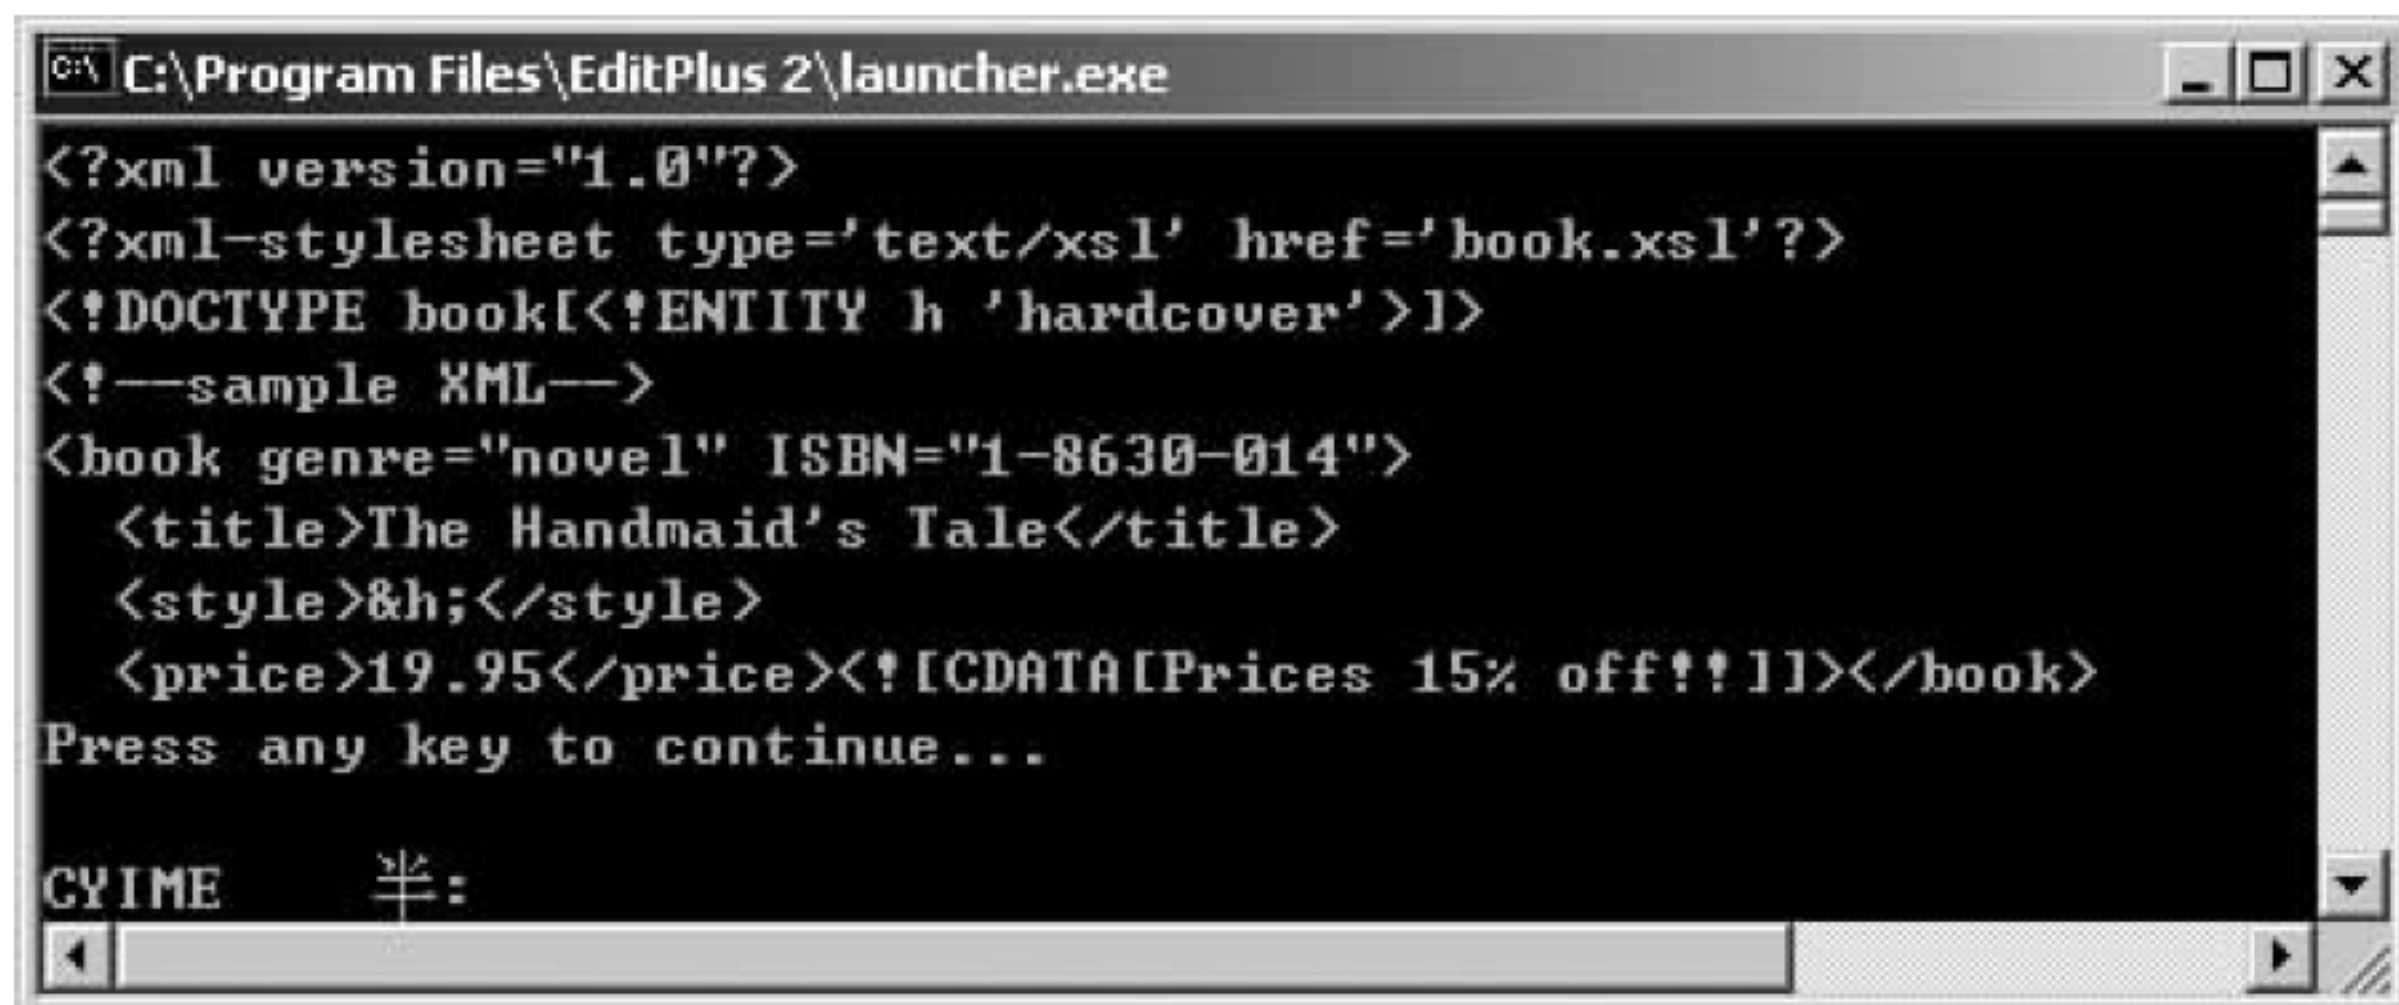 C:\Program Files\EditPlus 2\launcher.exe
<?xml version="1.0"?>
<?xml-stylesheet type='text/xsl' href='book.xsl'?>
<!DOCTYPE book[<!ENTITY h 'hardcover'>]>
<!--sample XML-->
<book genre="novel" ISBN="1-8630-014">
  <title>The Handmaid's Tale</title>
  <style>&h;</style>
  <price>19.95</price><![CDATA[Prices 15% off!!]]></book>
Press any key to continue...
CYIME 半: